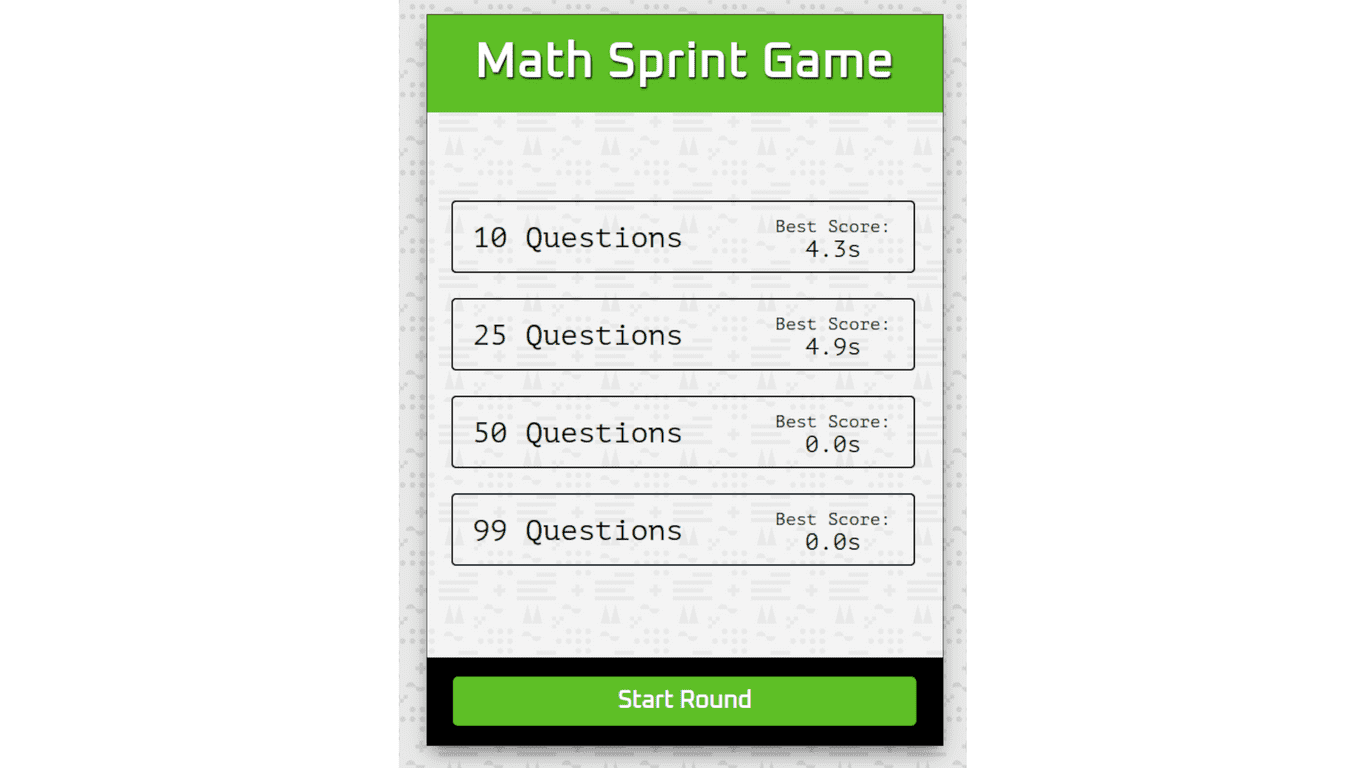 Math Sprint Game
10 Questions
Best Score:
4.3s
25 Questions
Best Score:
4.9s
50 Questions
Best Score:
0.0s
99 Questions
Best Score:
0.0s
Start Round